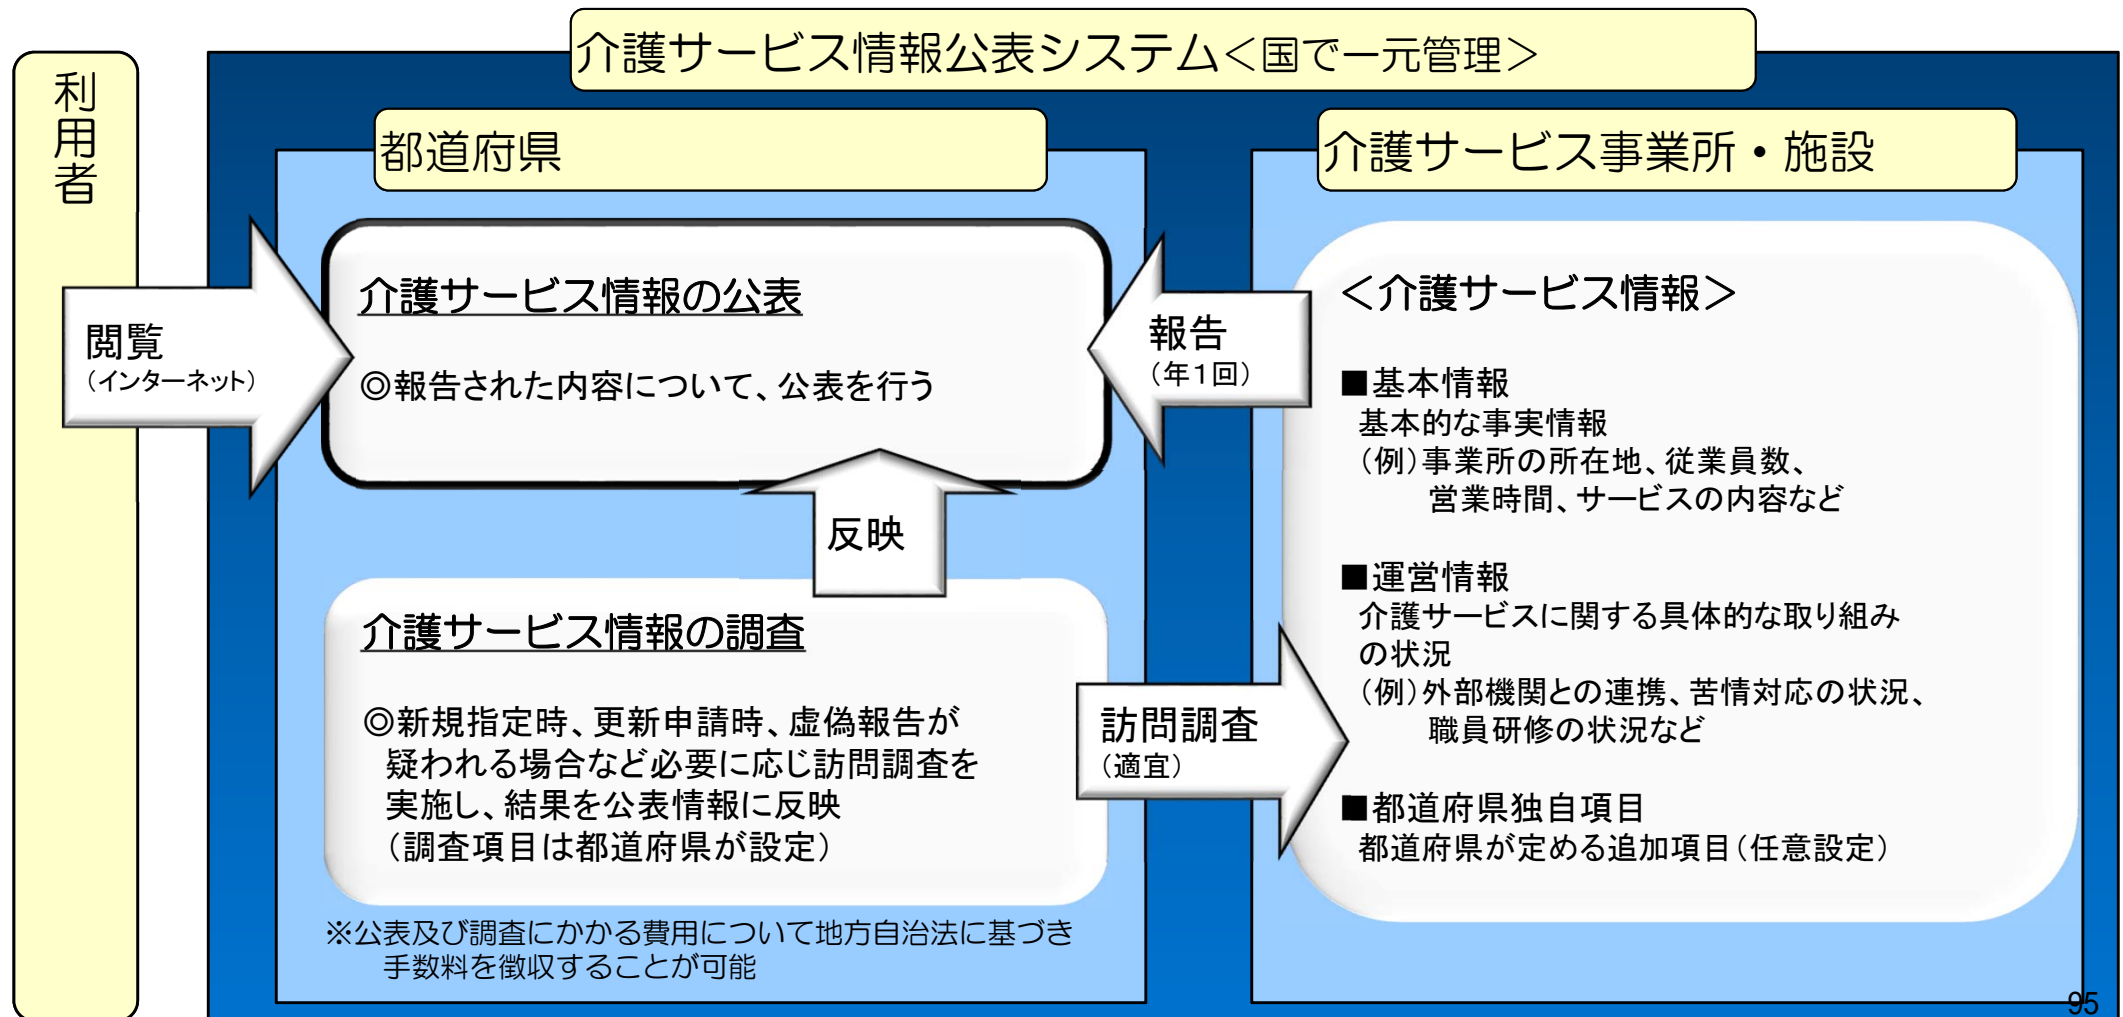 介護サービス情報公表システム＜国で一元管理＞
利用者
都道府県
介護サービス事業所・施設
閲覧
（インターネット）
介護サービス情報の公表
◎報告された内容について、公表を行う
報告
（年1回）
反映
介護サービス情報の調査
◎新規指定時、更新申請時、虚偽報告が
疑われる場合など必要に応じ訪問調査を
実施し、結果を公表情報に反映
（調査項目は都道府県が設定）
訪問調査
（適宜）
※公表及び調査にかかる費用について地方自治法に基づき
手数料を徴収することが可能
＜介護サービス情報＞
■基本情報
基本的な事実情報
（例）事業所の所在地、従業員数、
営業時間、サービスの内容など
■運営情報
介護サービスに関する具体的な取り組み
の状況
（例）外部機関との連携、苦情対応の状況、
職員研修の状況など
■都道府県独自項目
都道府県が定める追加項目（任意設定）
95